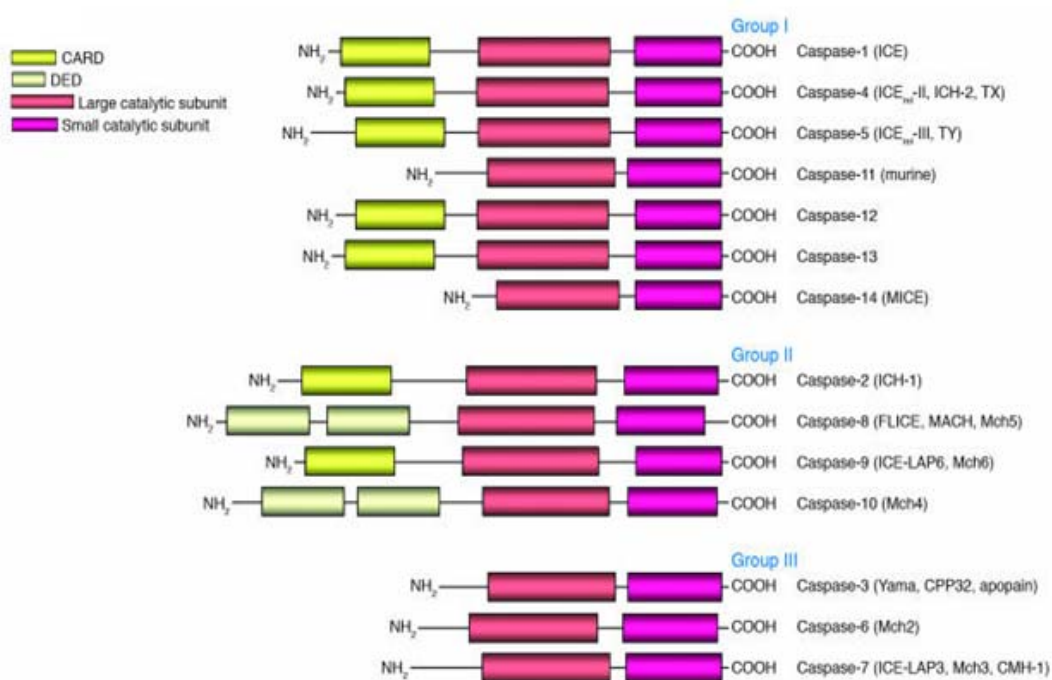 CARD
DED
Large catalytic subunit
Small catalytic subunit
Group I
NH2 COOH Caspase-1 (ICE)
NH2 COOH Caspase-4 (ICErel-II, ICH-2, TX)
NH2 COOH Caspase-5 (ICErel-III, TY)
NH2 COOH Caspase-11 (murine)
NH2 COOH Caspase-12
NH2 COOH Caspase-13
NH2 COOH Caspase-14 (MICE)
Group II
NH2 COOH Caspase-2 (ICH-1)
NH2 COOH Caspase-8 (FLICE, MACH, Mch5)
NH2 COOH Caspase-9 (ICE-LAP6, Mch6)
NH2 COOH Caspase-10 (Mch4)
Group III
NH2 COOH Caspase-3 (Yama, CPP32, apopain)
NH2 COOH Caspase-6 (Mch2)
NH2 COOH Caspase-7 (ICE-LAP3, Mch3, CMH-1)